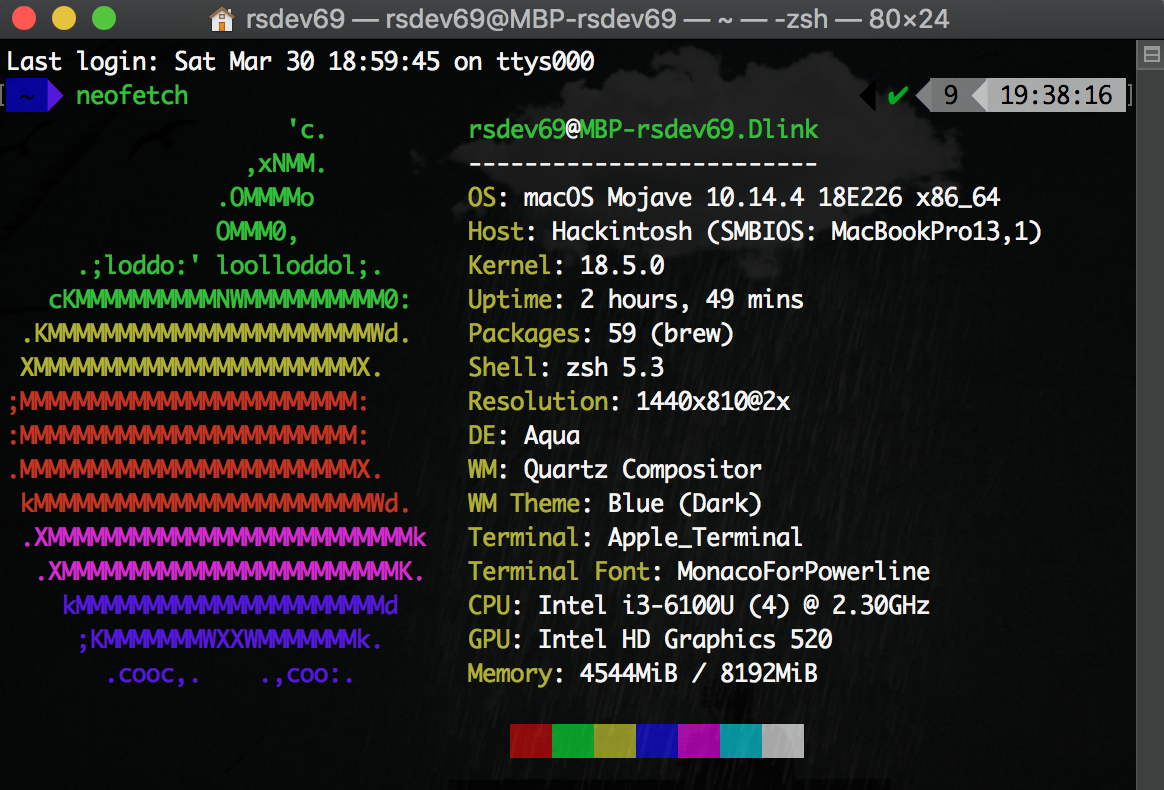 rsdev69 — rsdev69@MBP-rsdev69 — ~ — -zsh — 80×24
Last login: Sat Mar 30 18:59:45 on ttys000
[ ~ neofetch ✔ 9 19:38:16 ]
'c. rsdev69@MBP-rsdev69.Dlink
,xNMM. -------------------------
.OMMMMo OS: macOS Mojave 10.14.4 18E226 x86_64
OMMM0, Host: Hackintosh (SMBIOS: MacBookPro13,1)
.;loddo:' loolloddol;. Kernel: 18.5.0
cKMMMMMMMMMMNWMMMMMMMMMM0: Uptime: 2 hours, 49 mins
.KMMMMMMMMMMMMMMMMMMMMMMMWd. Packages: 59 (brew)
XMMMMMMMMMMMMMMMMMMMMMMMX. Shell: zsh 5.3
;MMMMMMMMMMMMMMMMMMMMMMMM: Resolution: 1440x810@2x
:MMMMMMMMMMMMMMMMMMMMMMMM: DE: Aqua
.MMMMMMMMMMMMMMMMMMMMMMMMX. WM: Quartz Compositor
kMMMMMMMMMMMMMMMMMMMMMMMMWd. WM Theme: Blue (Dark)
.XMMMMMMMMMMMMMMMMMMMMMMMMMMk Terminal: Apple_Terminal
.XMMMMMMMMMMMMMMMMMMMMMMMMK. Terminal Font: MonacoForPowerline
kMMMMMMMMMMMMMMMMMMMMMMd CPU: Intel i3-6100U (4) @ 2.30GHz
;KMMMMMMMWXXWMMMMMMMk. GPU: Intel HD Graphics 520
.cooc,. .,coo:. Memory: 4544MiB / 8192MiB